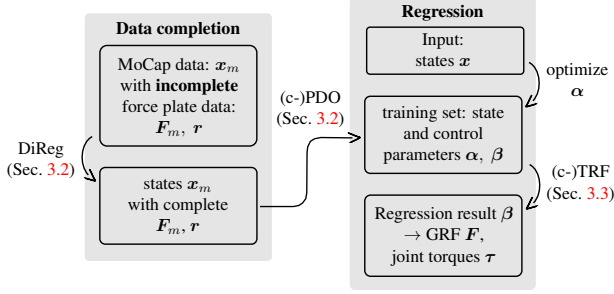 Data completion
MoCap data: x_m
with incomplete
force plate data:
F_m, r
DiReg
(Sec. 3.2)
states x_m
with complete
F_m, r
(c-)PDO
(Sec. 3.2)
Regression
Input:
states x
optimize
α
training set: state
and control
parameters α, β
(c-)TRF
(Sec. 3.3)
Regression result β
→ GRF F,
joint torques τ